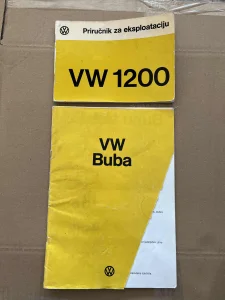 Priručnik za eksploataciju
VW 1200
VW
Buba